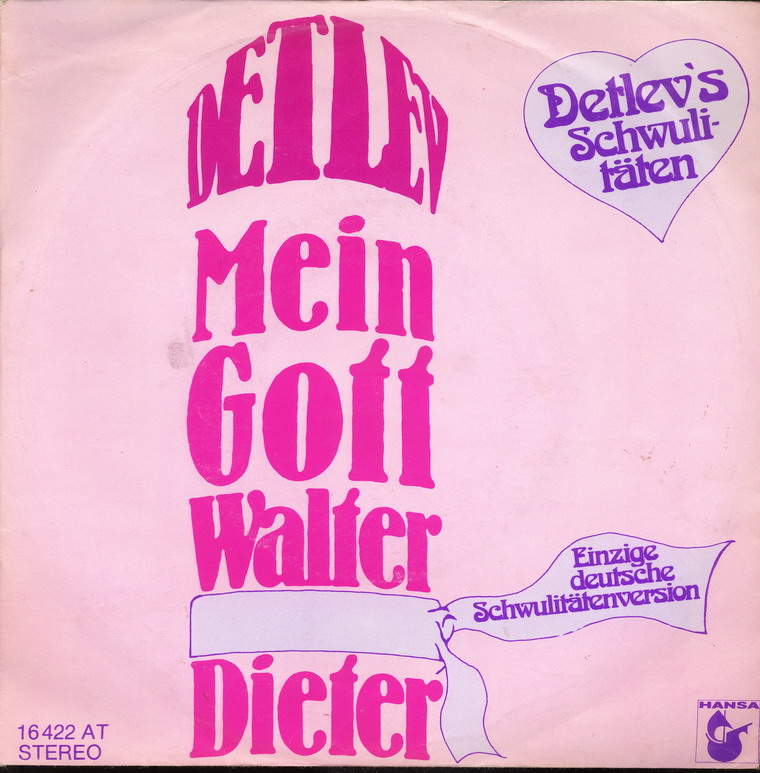 DETLEV
Detlev's
Schwuli-
täten
Mein
Gott
Walter
Einzige
deutsche
Schwulitätenversion
Dieter
16 422 AT
STEREO
HANSA